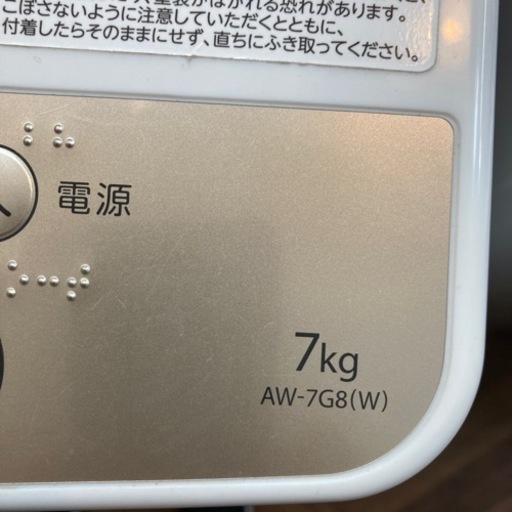 こぼさないように注意していただくとともに、
付着したらそのままにせず、直ちにふき取ってください。
電源
7kg
AW-7G8(W)